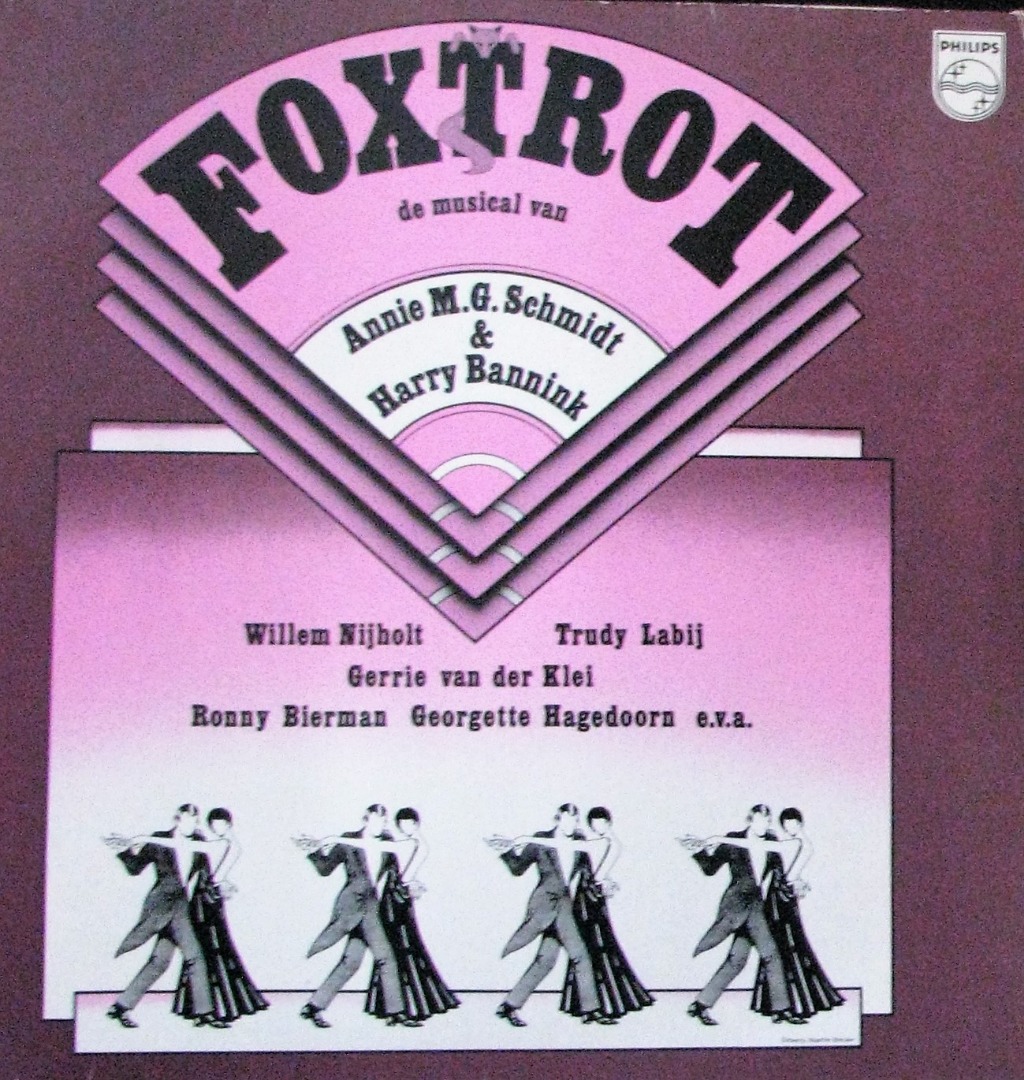 PHILIPS
FOXTROT
de musical van
Annie M.G. Schmidt
&
Harry Bannink
Willem Nijholt Trudy Labij
Gerrie van der Klei
Ronny Bierman Georgette Hagedoorn e.v.a.